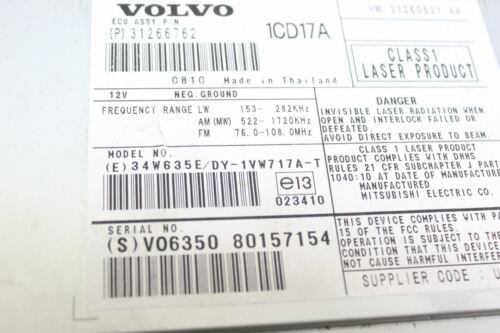 VOLVO
ECU ASSY P/N
(P) 31266762
1CD17A
HW 31260521 AA
CLASS1
LASER PRODUCT
0810 Made in Thailand
12V NEG.GROUND
FREQUENCY RANGE LW 153- 282KHz
AM(MW) 522- 1720KHz
FM 76.0-108.0MHz
MODEL NO.
(E)34W635E/DY-1VW717A-T
e13
023410
SERIAL NO.
(S)VO6350 80157154
DANGER
INVISIBLE LASER RADIATION WHEN
OPEN AND INTERLOCK FAILED OR
DEFEATED.
AVOID DIRECT EXPOSURE TO BEAM.
CLASS 1 LASER PRODUCT
PRODUCT COMPLIES WITH DHHS
RULES 21 CFR SUBCHAPTER J PART
1040:10 AT DATE OF MANUFACTURE
MITSUBISHI ELECTRIC CO.
THIS DEVICE COMPLIES WITH PA
15 OF THE FCC RULES.
OPERATION IS SUBJECT TO THE
CONDITION THAT THIS DEVICE
NOT CAUSE HARMFUL INTERFER
SUPPLIER CODE : U